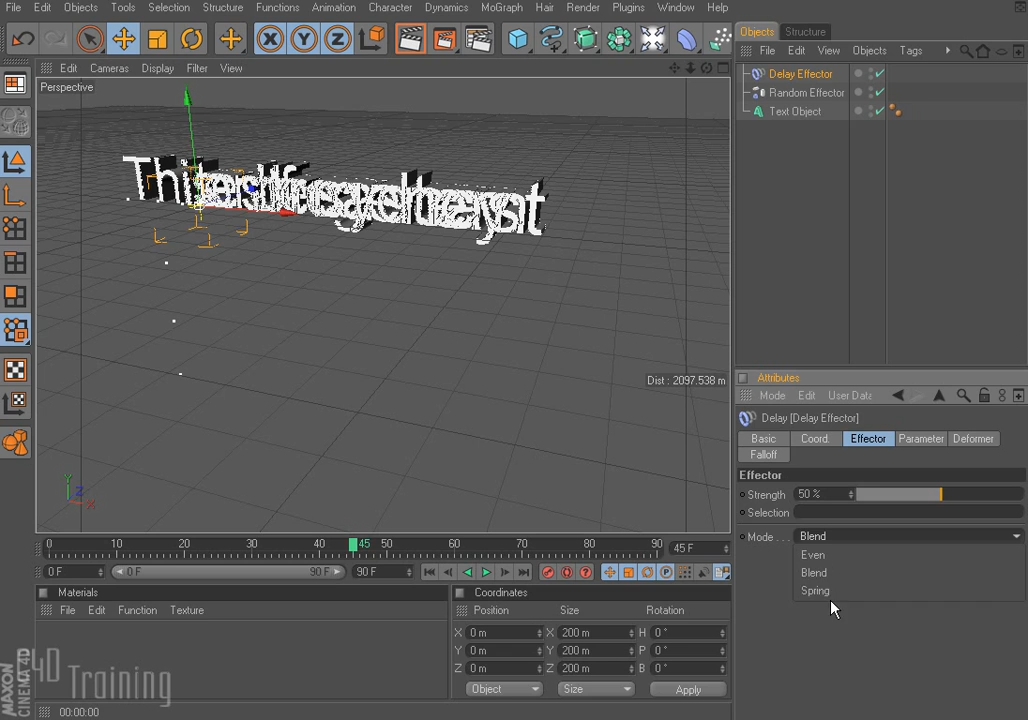 File Edit Objects Tools Selection Structure Functions Animation Character Dynamics MoGraph Hair Render Plugins Window Help
Objects Structure
File Edit View Objects Tags
Edit Cameras Display Filter View
Perspective
Delay Effector
Random Effector
Text Object
Dist : 2097.538 m
Attributes
Mode Edit User Data
Delay [Delay Effector]
Basic Coord. Effector Parameter Deformer
Falloff
Effector
Strength 50 %
Selection
Mode . . . Blend
Even
Blend
Spring
Y Z X
0 10 20 30 45 50 60 70 80 90 45 F
0 F 0 F 90 F 90 F
Materials
File Edit Function Texture
Coordinates
Position Size Rotation
X 0 m X 200 m H 0 °
Y 0 m Y 200 m P 0 °
Z 0 m Z 200 m B 0 °
Object Size Apply
MAXON CINEMA 4D
4D Training
00:00:00